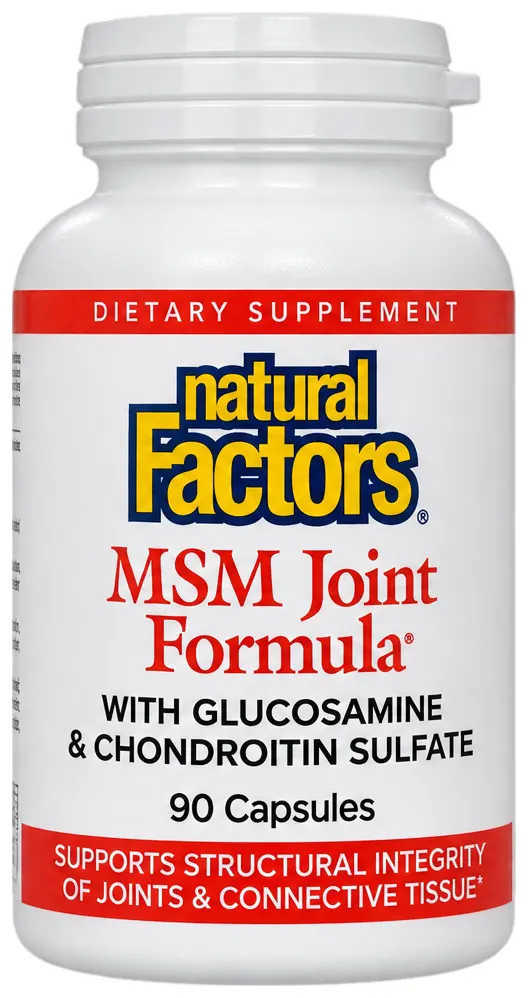 DIETARY SUPPLEMENT
natural
Factors®
MSM Joint
Formula®
WITH GLUCOSAMINE
& CHONDROITIN SULFATE
90 Capsules
SUPPORTS STRUCTURAL INTEGRITY
OF JOINTS & CONNECTIVE TISSUE*